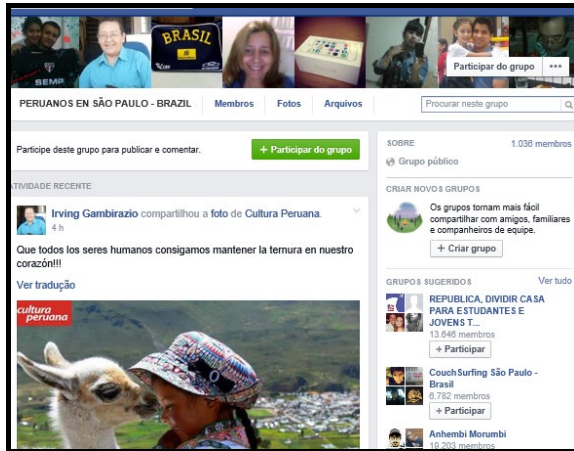 BRASIL
SEMP
Participar do grupo
PERUANOS EN SÃO PAULO - BRAZIL
Membros
Fotos
Arquivos
Procurar neste grupo
Participe deste grupo para publicar e comentar.
+ Participar do grupo
ATIVIDADE RECENTE
Irving Gambirazio compartilhou a foto de Cultura Peruana.
4 h
Que todos los seres humanos consigamos mantener la ternura en nuestro
corazón!!!
Ver tradução
cultura
peruana
SOBRE
1.036 membros
Grupo público
CRIAR NOVOS GRUPOS
Os grupos tornam mais fácil
compartilhar com amigos, familiares
e companheiros de equipe.
+ Criar grupo
GRUPOS SUGERIDOS
Ver tudo
REPUBLICA, DIVIDIR CASA
PARA ESTUDANTES E
JOVENS T...
13.646 membros
+ Participar
CouchSurfing São Paulo -
Brasil
6.782 membros
+ Participar
Anhembi Morumbi
19.203 membros